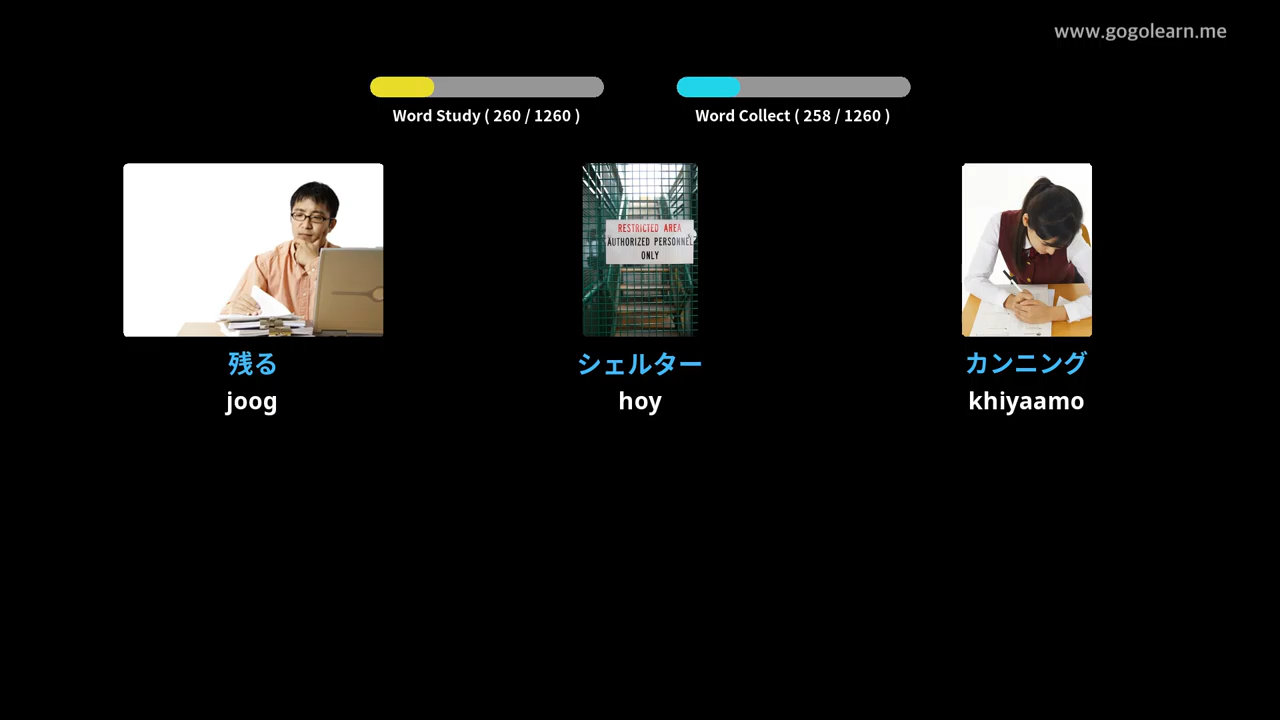 www.gogolearn.me
Word Study ( 260 / 1260 )
Word Collect ( 258 / 1260 )
RESTRICTED AREA
AUTHORIZED PERSONNEL
ONLY
残る
シェルター
カンニング
joog
hoy
khiyaamo